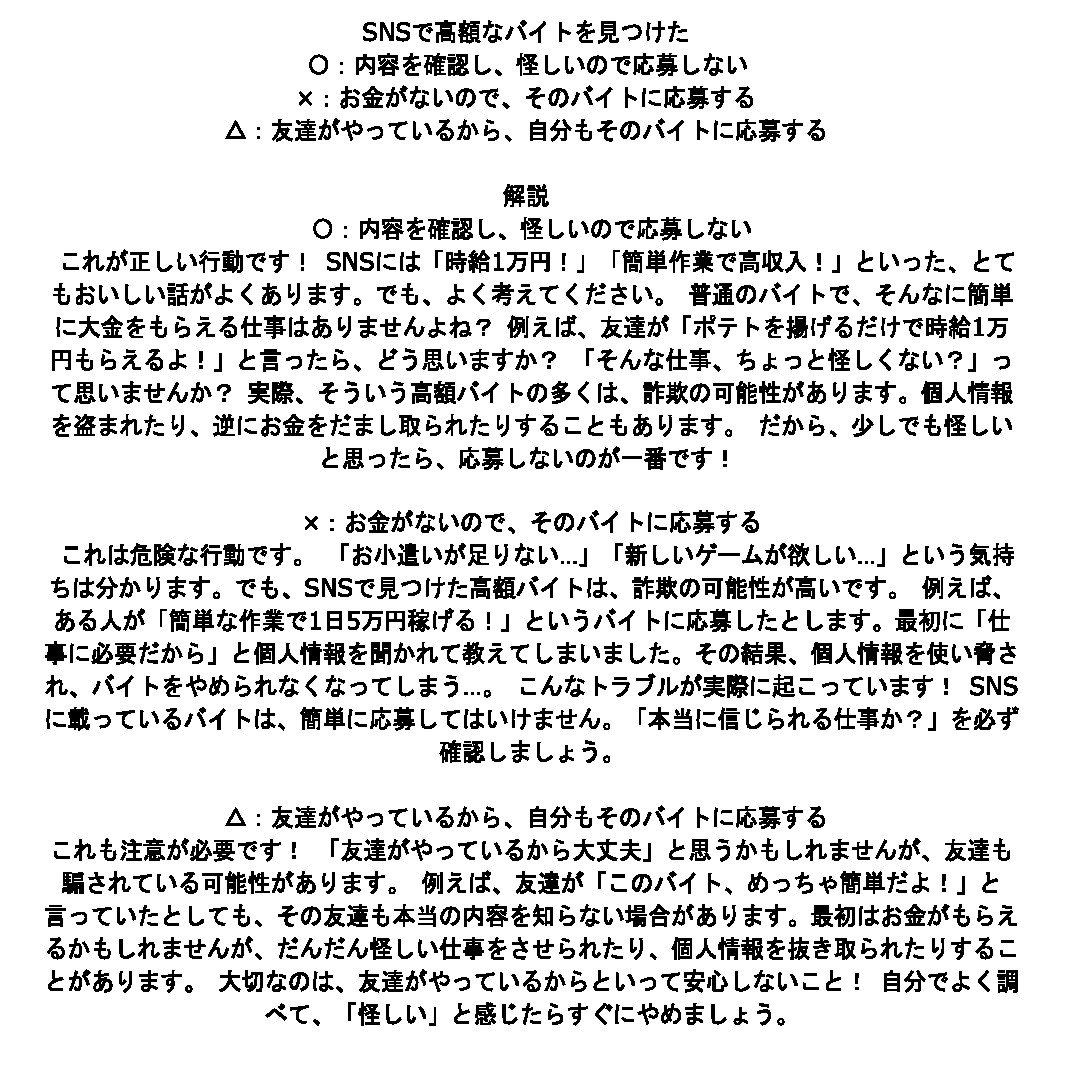 SNSで高額なバイトを見つけた
〇：内容を確認し、怪しいので応募しない
×：お金がないので、そのバイトに応募する
△：友達がやっているから、自分もそのバイトに応募する
解説
〇：内容を確認し、怪しいので応募しない
これが正しい行動です！ SNSには「時給1万円！」「簡単作業で高収入！」といった、とて
もおいしい話がよくあります。でも、よく考えてください。 普通のバイトで、そんなに簡単
に大金をもらえる仕事はありませんよね？ 例えば、友達が「ポテトを揚げるだけで時給1万
円もらえるよ！」と言ったら、どう思いますか？ 「そんな仕事、ちょっと怪しくない？」っ
て思いませんか？ 実際、そういう高額バイトの多くは、詐欺の可能性があります。個人情報
を盗まれたり、逆にお金をだまし取られたりすることもあります。 だから、少しでも怪しい
と思ったら、応募しないのが一番です！
×：お金がないので、そのバイトに応募する
これは危険な行動です。 「お小遣いが足りない...」「新しいゲームが欲しい...」という気持
ちは分かります。でも、SNSで見つけた高額バイトは、詐欺の可能性が高いです。 例えば、
ある人が「簡単な作業で1日5万円稼げる！」というバイトに応募したとします。最初に「仕
事に必要だから」と個人情報を聞かれて教えてしまいました。その結果、個人情報を使い脅さ
れ、バイトをやめられなくなってしまう...。 こんなトラブルが実際に起こっています！ SNS
に載っているバイトは、簡単に応募してはいけません。「本当に信じられる仕事か？」を必ず
確認しましょう。
△：友達がやっているから、自分もそのバイトに応募する
これも注意が必要です！ 「友達がやっているから大丈夫」と思うかもしれませんが、友達も
騙されている可能性があります。 例えば、友達が「このバイト、めっちゃ簡単だよ！」と
言っていたとしても、その友達も本当の内容を知らない場合があります。最初はお金がもらえ
るかもしれませんが、だんだん怪しい仕事をさせられたり、個人情報を抜き取られたりするこ
とがあります。 大切なのは、友達がやっているからといって安心しないこと！ 自分でよく調
べて、「怪しい」と感じたらすぐにやめましょう。